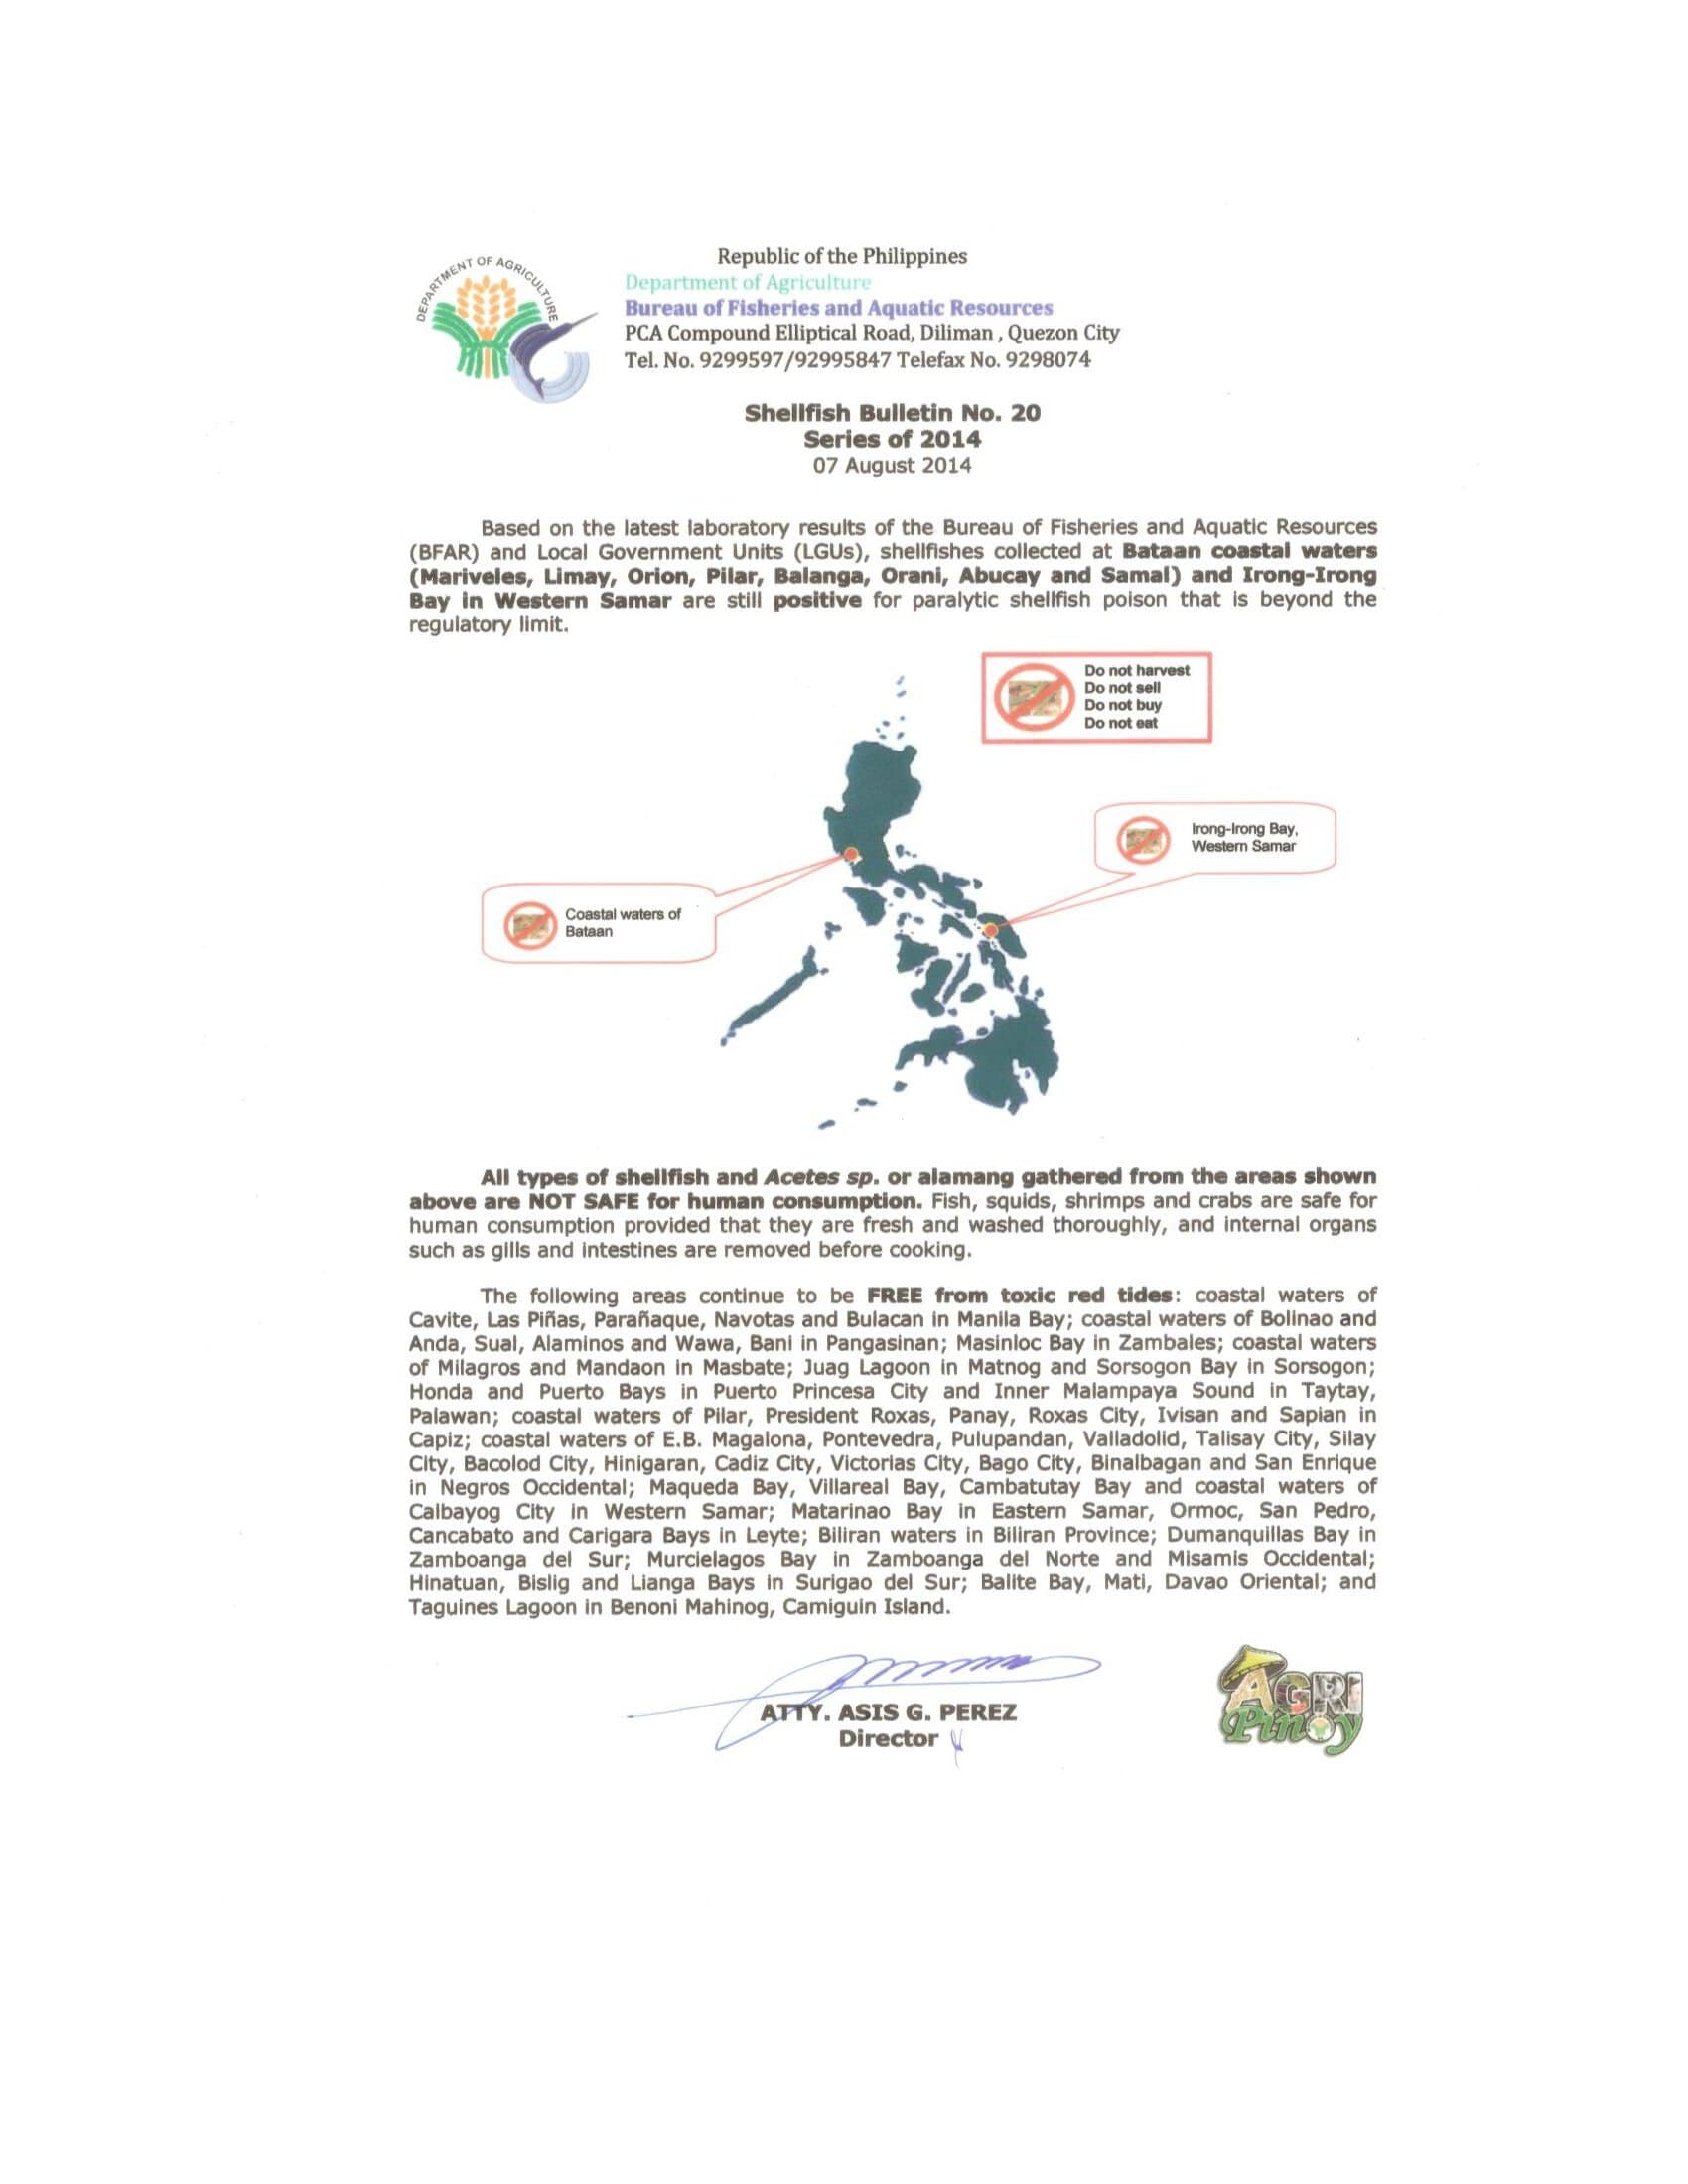 DEPARTMENT OF AGRICULTURE
Republic of the Philippines
Department of Agriculture
Bureau of Fisheries and Aquatic Resources
PCA Compound Elliptical Road, Diliman , Quezon City
Tel. No. 9299597/92995847 Telefax No. 9298074
Shellfish Bulletin No. 20
Series of 2014
07 August 2014
Based on the latest laboratory results of the Bureau of Fisheries and Aquatic Resources
(BFAR) and Local Government Units (LGUs), shellfishes collected at Bataan coastal waters
(Mariveles, Limay, Orion, Pilar, Balanga, Orani, Abucay and Samal) and Irong-Irong
Bay in Western Samar are still positive for paralytic shellfish poison that is beyond the
regulatory limit.
Do not harvest
Do not sell
Do not buy
Do not eat
Irong-Irong Bay,
Western Samar
Coastal waters of
Bataan
All types of shellfish and Acetes sp. or alamang gathered from the areas shown
above are NOT SAFE for human consumption. Fish, squids, shrimps and crabs are safe for
human consumption provided that they are fresh and washed thoroughly, and internal organs
such as gills and intestines are removed before cooking.
The following areas continue to be FREE from toxic red tides: coastal waters of
Cavite, Las Piñas, Parañaque, Navotas and Bulacan in Manila Bay; coastal waters of Bolinao and
Anda, Sual, Alaminos and Wawa, Bani in Pangasinan; Masinloc Bay in Zambales; coastal waters
of Milagros and Mandaon in Masbate; Juag Lagoon in Matnog and Sorsogon Bay in Sorsogon;
Honda and Puerto Bays in Puerto Princesa City and Inner Malampaya Sound in Taytay,
Palawan; coastal waters of Pilar, President Roxas, Panay, Roxas City, Ivisan and Sapian in
Capiz; coastal waters of E.B. Magalona, Pontevedra, Pulupandan, Valladolid, Talisay City, Silay
City, Bacolod City, Hinigaran, Cadiz City, Victorias City, Bago City, Binalbagan and San Enrique
in Negros Occidental; Maqueda Bay, Villareal Bay, Cambatutay Bay and coastal waters of
Calbayog City in Western Samar; Matarinao Bay in Eastern Samar, Ormoc, San Pedro,
Cancabato and Carigara Bays in Leyte; Biliran waters in Biliran Province; Dumanquillas Bay in
Zamboanga del Sur; Murcielagos Bay in Zamboanga del Norte and Misamis Occidental;
Hinatuan, Bislig and Lianga Bays in Surigao del Sur; Balite Bay, Mati, Davao Oriental; and
Taguines Lagoon in Benoni Mahinog, Camiguin Island.
ATTY. ASIS G. PEREZ
Director
AGRI
Pinoy